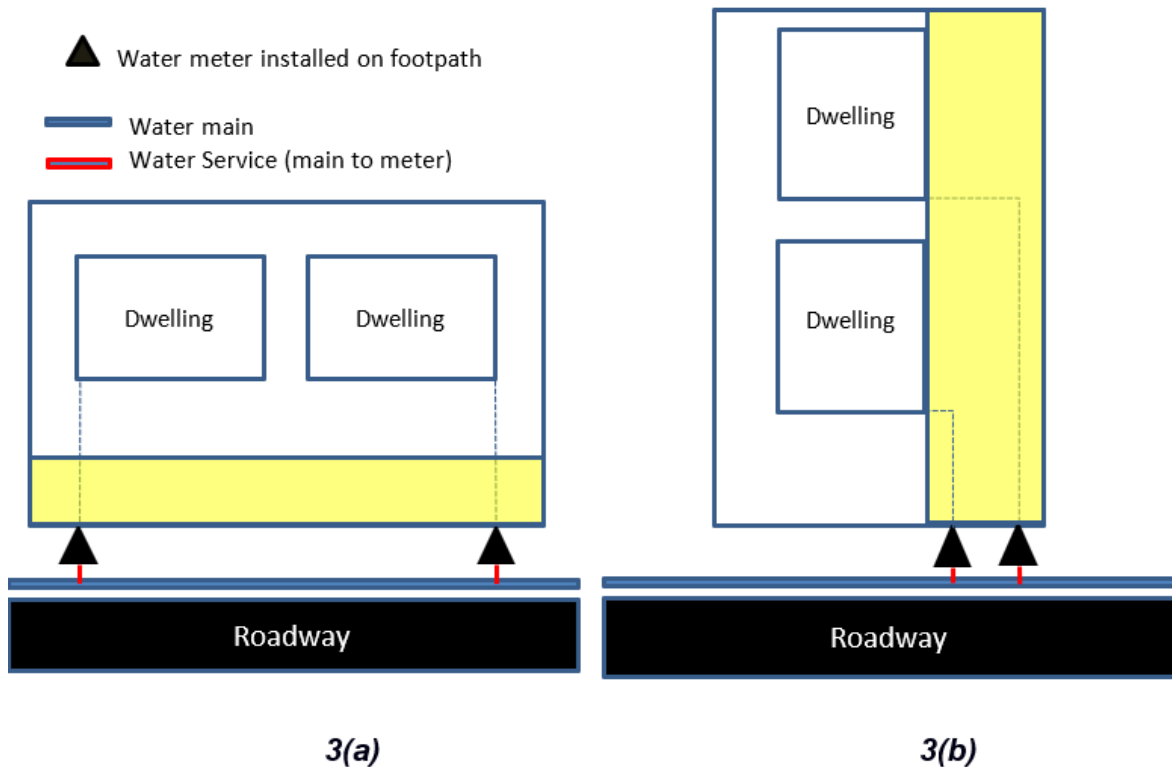 Water meter installed on footpath
Water main
Water Service (main to meter)
Dwelling
Dwelling
Roadway
3(a)
Dwelling
Dwelling
Roadway
3(b)